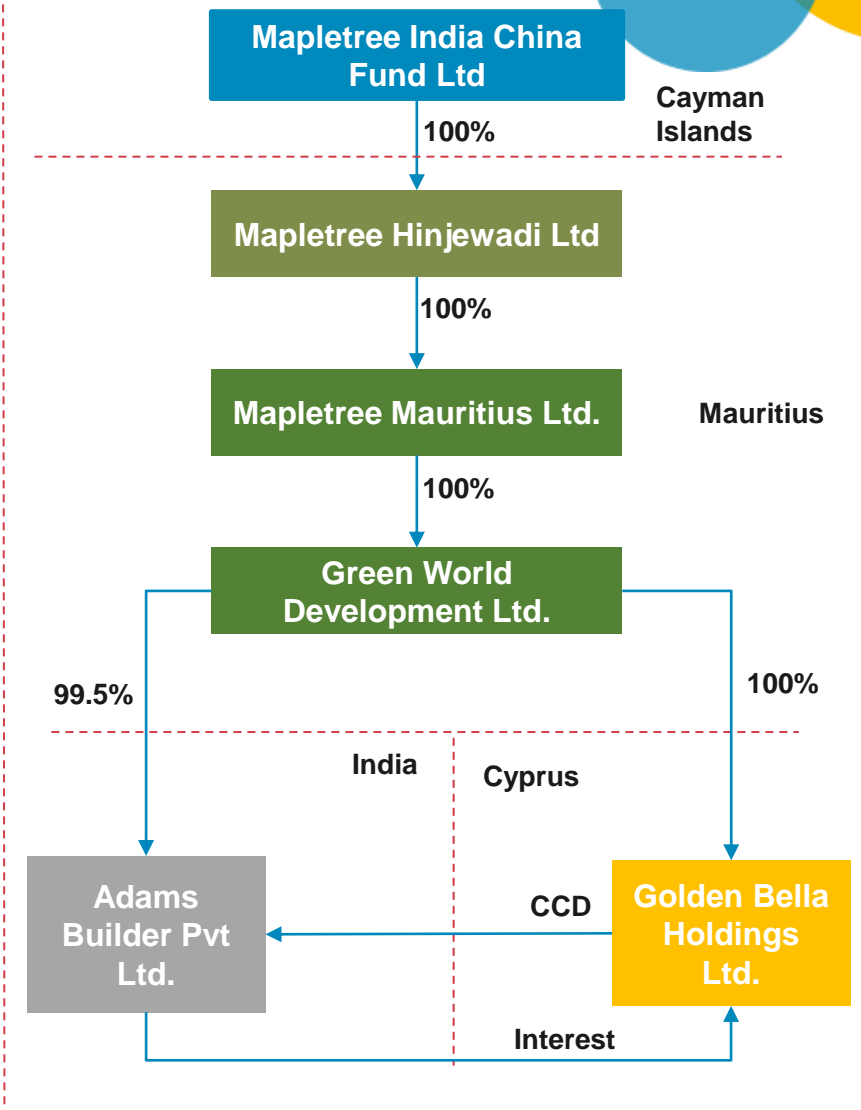 Mapletree India China
Fund Ltd
Cayman
Islands
100%
Mapletree Hinjewadi Ltd
100%
Mapletree Mauritius Ltd.
Mauritius
100%
Green World
Development Ltd.
99.5%
100%
India
Cyprus
Adams
Builder Pvt
Ltd.
CCD
Golden Bella
Holdings
Ltd.
Interest